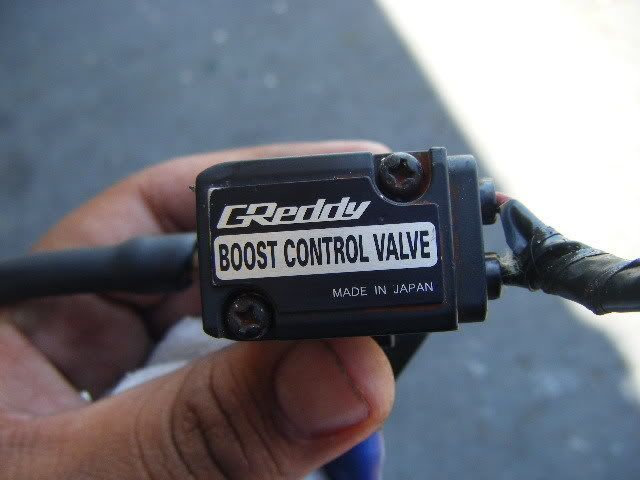 GReddy
BOOST CONTROL VALVE
MADE IN JAPAN